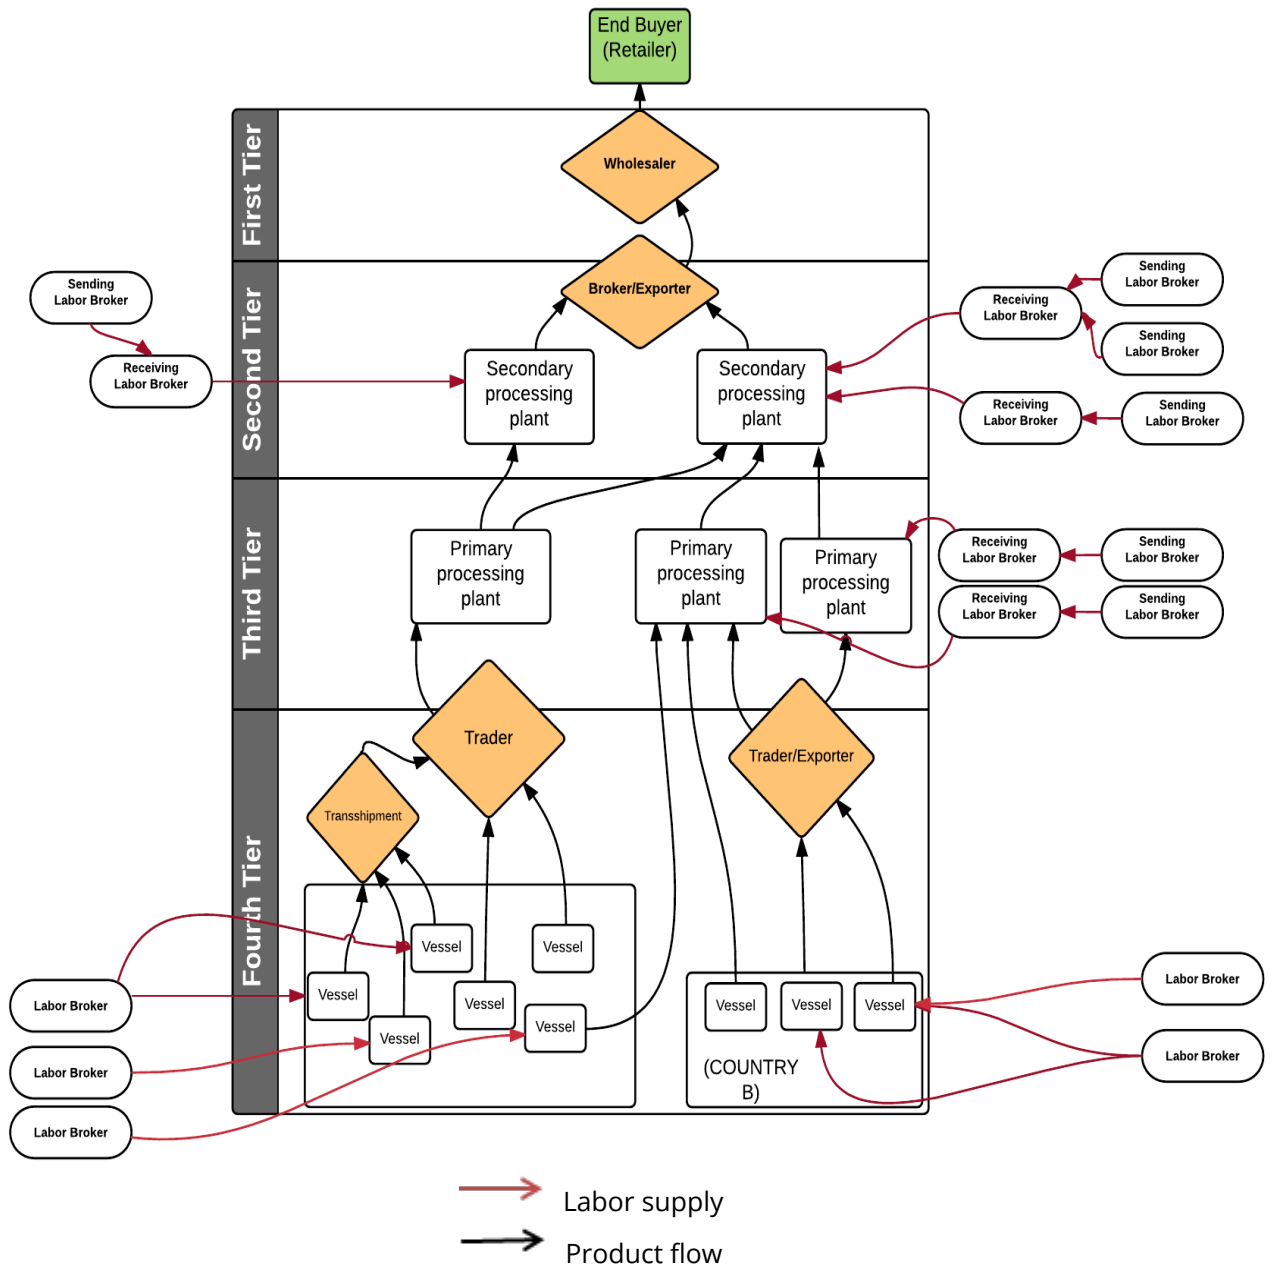 End Buyer
(Retailer)
First Tier
Wholesaler
Second Tier
Broker/Exporter
Sending
Labor Broker
Receiving
Labor Broker
Secondary
processing
plant
Secondary
processing
plant
Receiving
Labor Broker
Sending
Labor Broker
Sending
Labor Broker
Receiving
Labor Broker
Sending
Labor Broker
Third Tier
Primary
processing
plant
Primary
processing
plant
Primary
processing
plant
Receiving
Labor Broker
Sending
Labor Broker
Receiving
Labor Broker
Sending
Labor Broker
Fourth Tier
Trader
Trader/Exporter
Transshipment
Vessel
Vessel
Vessel
Vessel
Vessel
Vessel
Vessel
Vessel
Vessel
(COUNTRY
B)
Labor Broker
Labor Broker
Labor Broker
Labor Broker
Labor Broker
Labor supply
Product flow